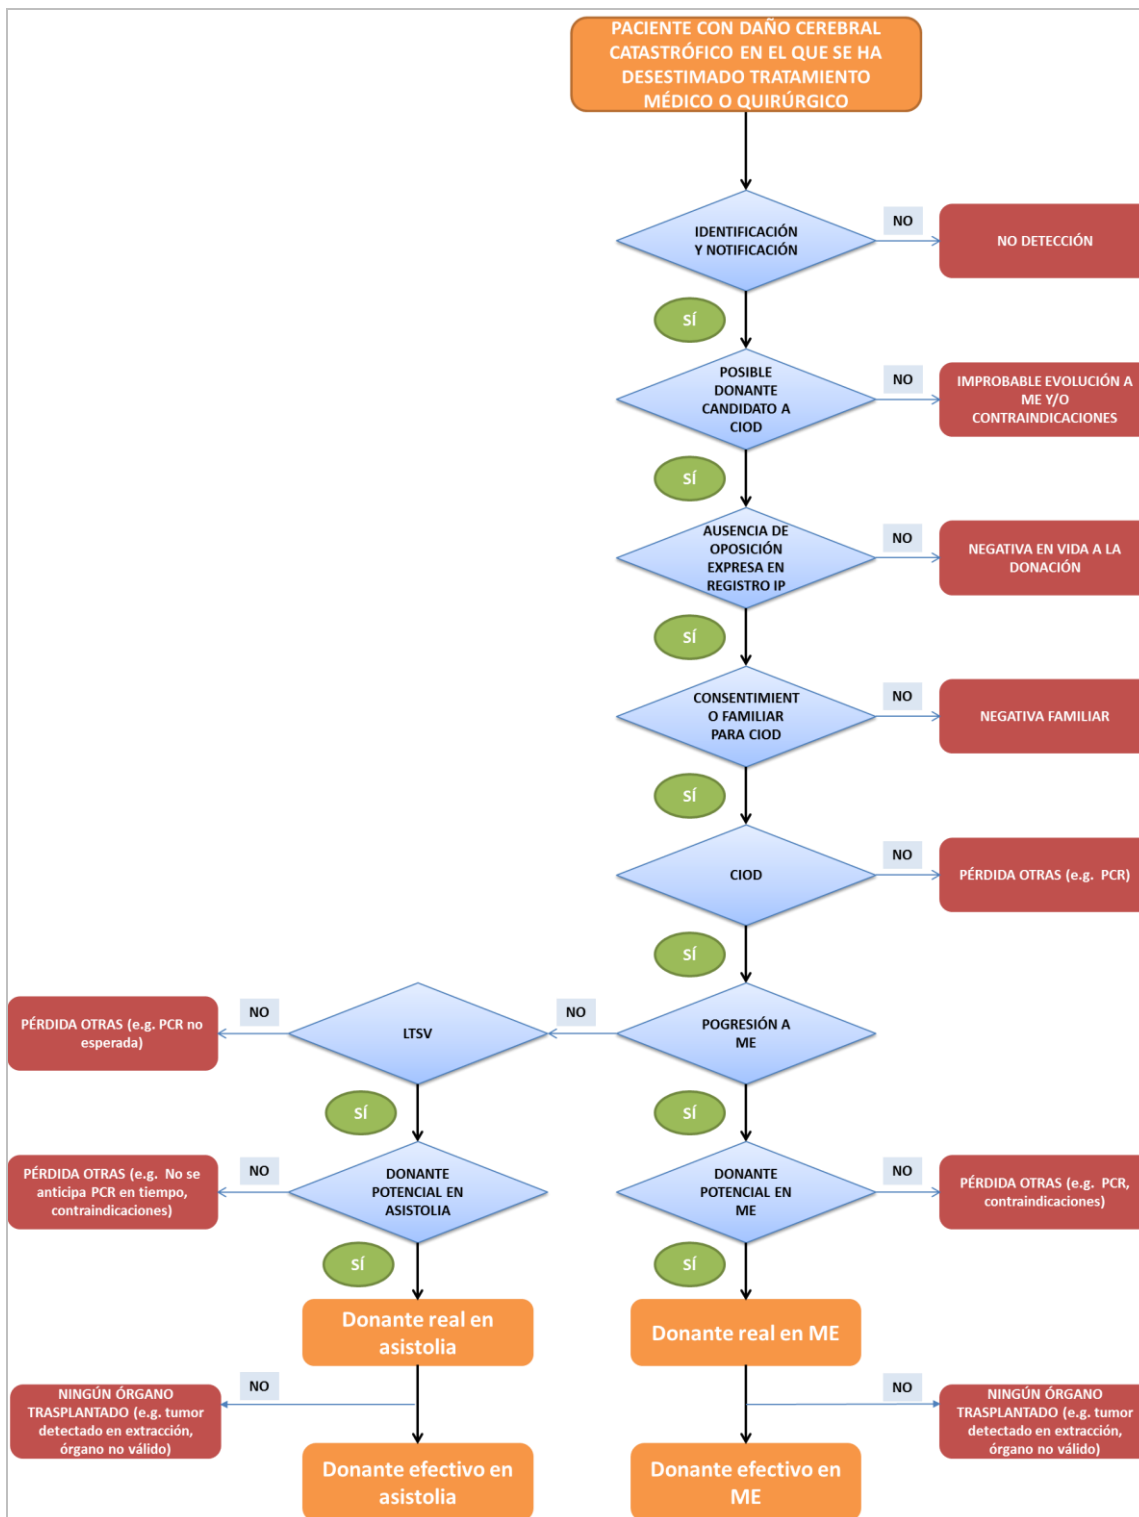 PACIENTE CON DAÑO CEREBRAL
CATASTRÓFICO EN EL QUE SE HA
DESESTIMADO TRATAMIENTO
MÉDICO O QUIRÚRGICO
IDENTIFICACIÓN
Y NOTIFICACIÓN
NO
NO DETECCIÓN
SÍ
POSIBLE
DONANTE
CANDIDATO A
CIOD
NO
IMPROBABLE EVOLUCIÓN A
ME Y/O
CONTRAINDICACIONES
SÍ
AUSENCIA DE
OPOSICIÓN
EXPRESA EN
REGISTRO IP
NO
NEGATIVA EN VIDA A LA
DONACIÓN
SÍ
CONSENTIMIENT
O FAMILIAR
PARA CIOD
NO
NEGATIVA FAMILIAR
SÍ
CIOD
NO
PÉRDIDA OTRAS (e.g. PCR)
SÍ
POGRESIÓN A
ME
NO
LTSV
NO
PÉRDIDA OTRAS (e.g. PCR no
esperada)
SÍ
SÍ
DONANTE
POTENCIAL EN
ASISTOLIA
NO
PÉRDIDA OTRAS (e.g. No se
anticipa PCR en tiempo,
contraindicaciones)
DONANTE
POTENCIAL EN
ME
NO
PÉRDIDA OTRAS (e.g. PCR,
contraindicaciones)
SÍ
SÍ
Donante real en
asistolia
Donante real en ME
NO
NINGÚN ÓRGANO
TRASPLANTADO (e.g. tumor
detectado en extracción,
órgano no válido)
NO
NINGÚN ÓRGANO
TRASPLANTADO (e.g. tumor
detectado en extracción,
órgano no válido)
Donante efectivo en
asistolia
Donante efectivo en
ME